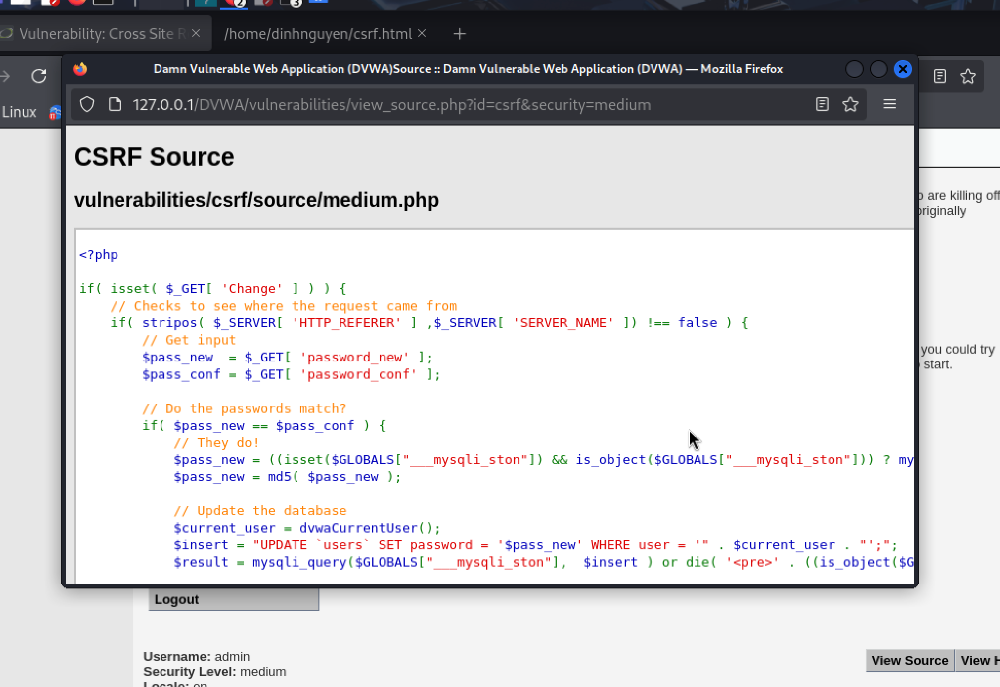 2
3
Vulnerability: Cross Site R
/home/dinhnguyen/csrf.html
Damn Vulnerable Web Application (DVWA)Source :: Damn Vulnerable Web Application (DVWA) — Mozilla Firefox
127.0.0.1/DVWA/vulnerabilities/view_source.php?id=csrf&security=medium
Linux
CSRF Source
vulnerabilities/csrf/source/medium.php
are killing off
originally
<?php
if( isset( $_GET[ 'Change' ] ) ) {
    // Checks to see where the request came from
    if( stripos( $_SERVER[ 'HTTP_REFERER' ] ,$_SERVER[ 'SERVER_NAME' ]) !== false ) {
        // Get input
        $pass_new  = $_GET[ 'password_new' ];
        $pass_conf = $_GET[ 'password_conf' ];
you could try
start.
        // Do the passwords match?
        if( $pass_new == $pass_conf ) {
            // They do!
            $pass_new = ((isset($GLOBALS["___mysqli_ston"]) && is_object($GLOBALS["___mysqli_ston"])) ? my
            $pass_new = md5( $pass_new );
            // Update the database
            $current_user = dvwaCurrentUser();
            $insert = "UPDATE `users` SET password = '$pass_new' WHERE user = '" . $current_user . "';";
            $result = mysqli_query($GLOBALS["___mysqli_ston"],  $insert ) or die( '<pre>' . ((is_object($G
Logout
Username: admin
Security Level: medium
Locale: en
View Source
View H